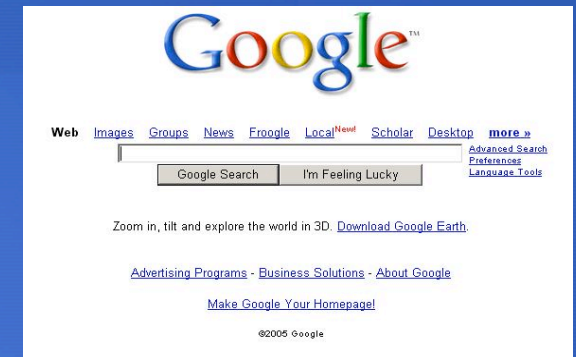 Google™
Web Images Groups News Froogle Local New! Scholar Desktop more »
Advanced Search
Preferences
Language Tools
Google Search I'm Feeling Lucky
Zoom in, tilt and explore the world in 3D. Download Google Earth.
Advertising Programs - Business Solutions - About Google
Make Google Your Homepage!
©2005 Google